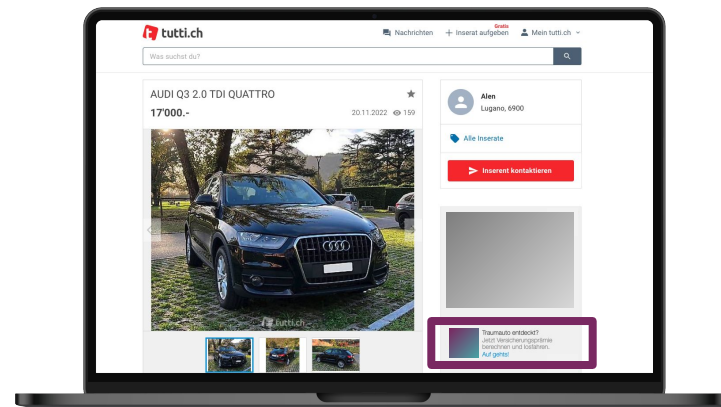 tutti.ch
Nachrichten
Gratis
Inserat aufgeben
Mein tutti.ch
Was suchst du?
AUDI Q3 2.0 TDI QUATTRO
17'000.-
20.11.2022
159
tutti.ch
Alen
Lugano, 6900
Alle Inserate
Inserent kontaktieren
Traumauto entdeckt?
Jetzt Versicherungsprämie
berechnen und losfahren.
Auf gehts!